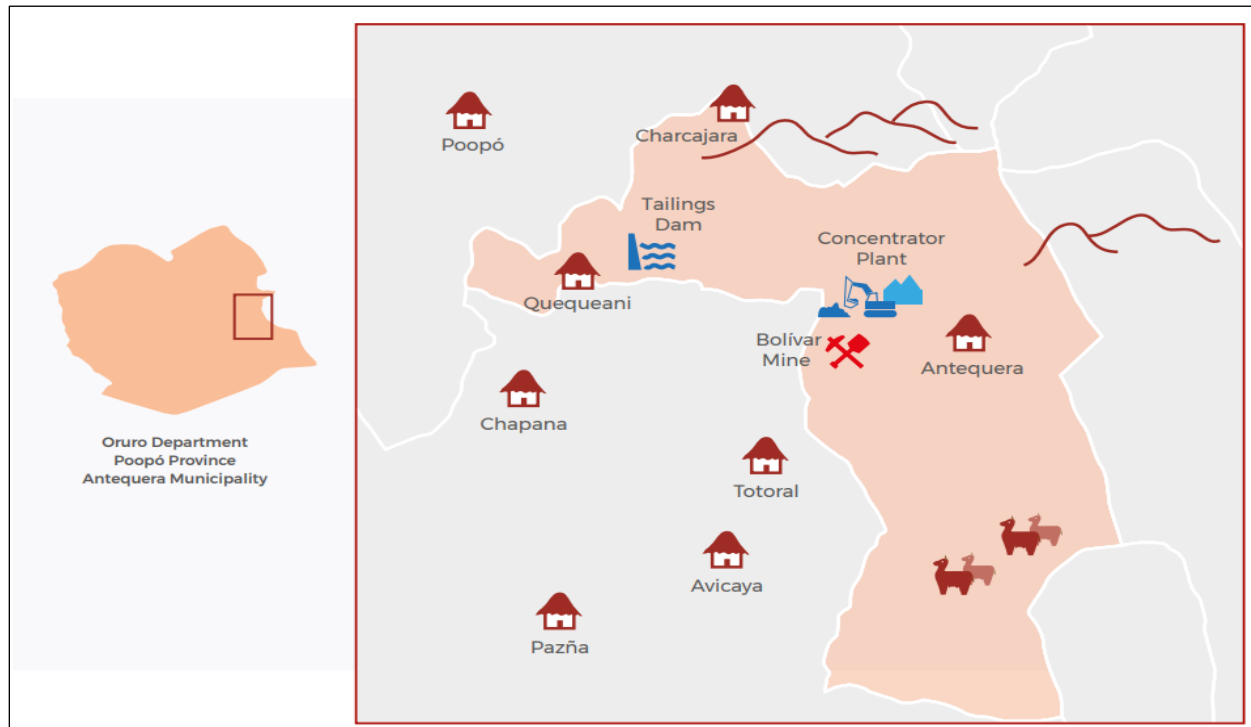 Oruro Department
Poopó Province
Antequera Municipality
Poopó
Charcajara
Tailings
Dam
Concentrator
Plant
Quequeani
Bolívar
Mine
Antequera
Chapana
Totoral
Avicaya
Pazña